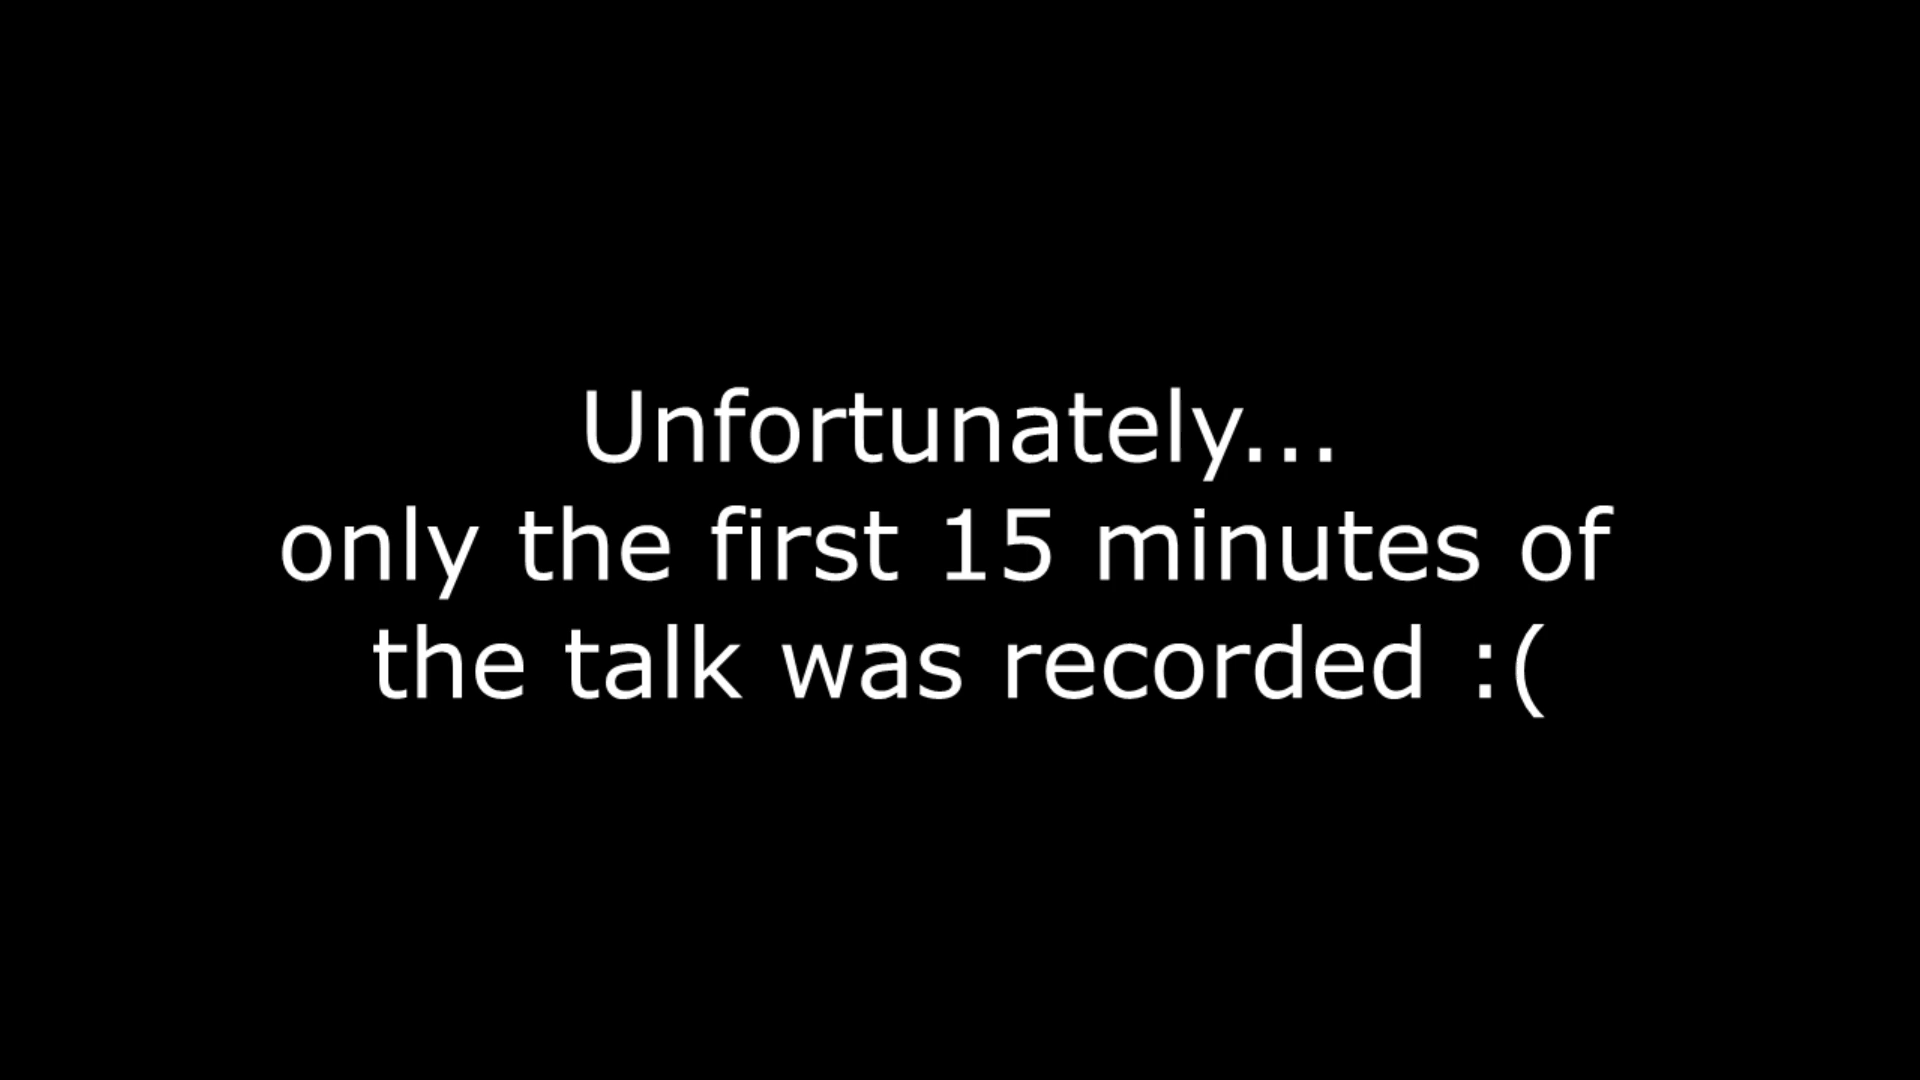 Unfortunately...
only the first 15 minutes of
the talk was recorded :(